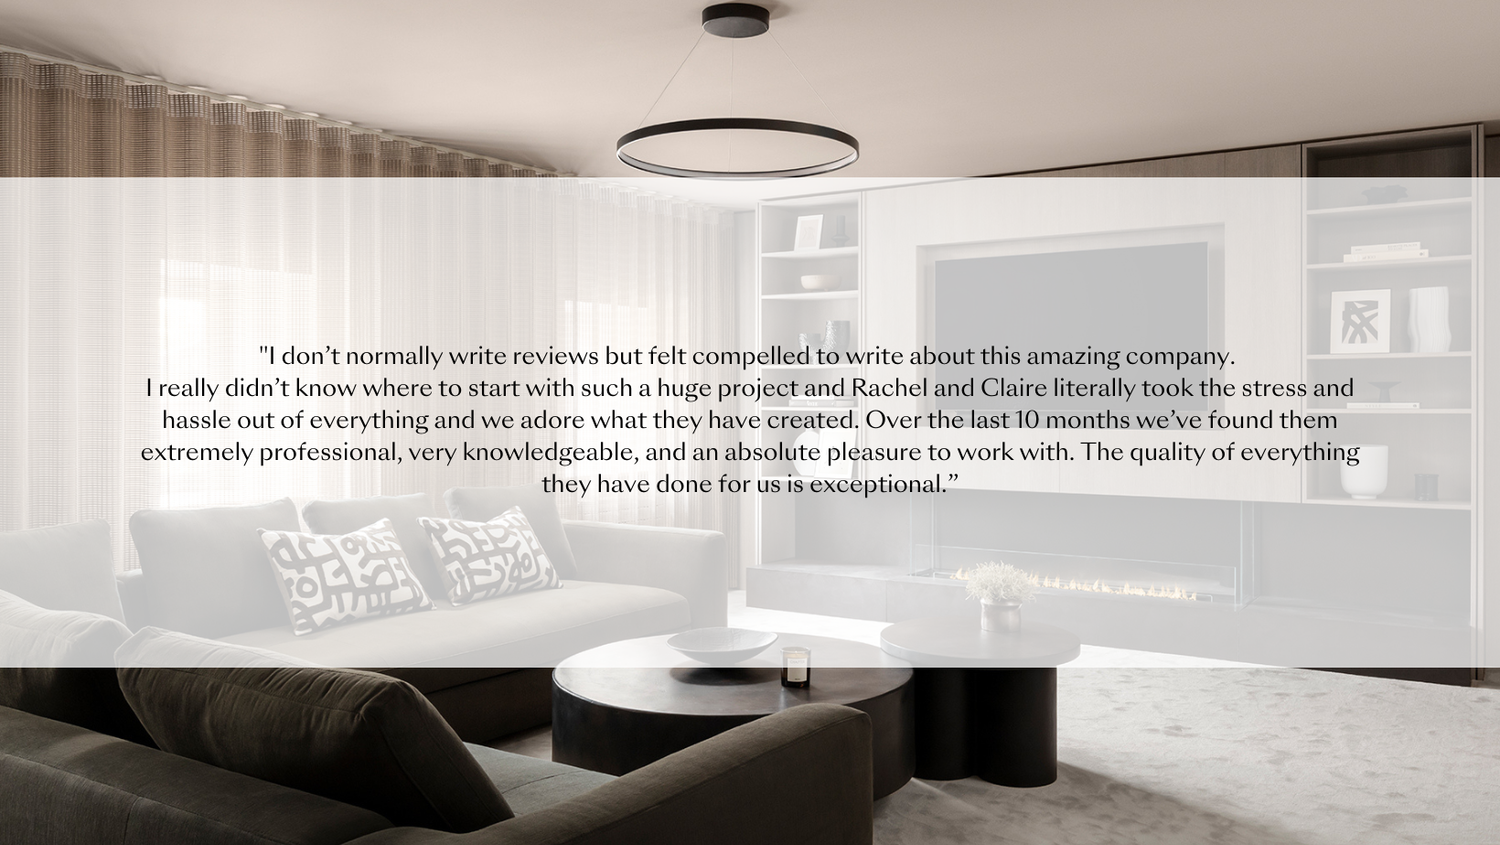 "I don’t normally write reviews but felt compelled to write about this amazing company.
I really didn’t know where to start with such a huge project and Rachel and Claire literally took the stress and
hassle out of everything and we adore what they have created. Over the last 10 months we’ve found them
extremely professional, very knowledgeable, and an absolute pleasure to work with. The quality of everything
they have done for us is exceptional.”